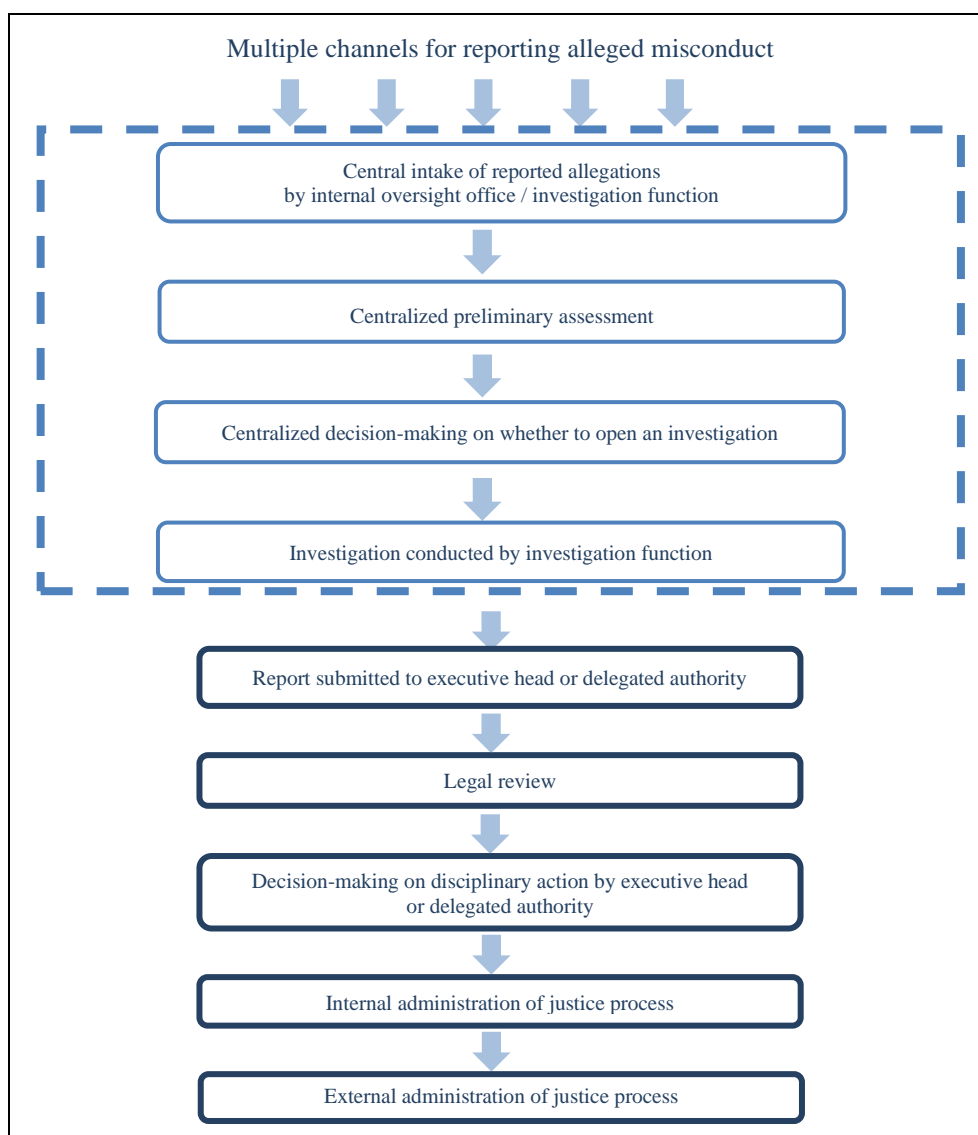 Multiple channels for reporting alleged misconduct
Central intake of reported allegations
by internal oversight office / investigation function
Centralized preliminary assessment
Centralized decision-making on whether to open an investigation
Investigation conducted by investigation function
Report submitted to executive head or delegated authority
Legal review
Decision-making on disciplinary action by executive head
or delegated authority
Internal administration of justice process
External administration of justice process